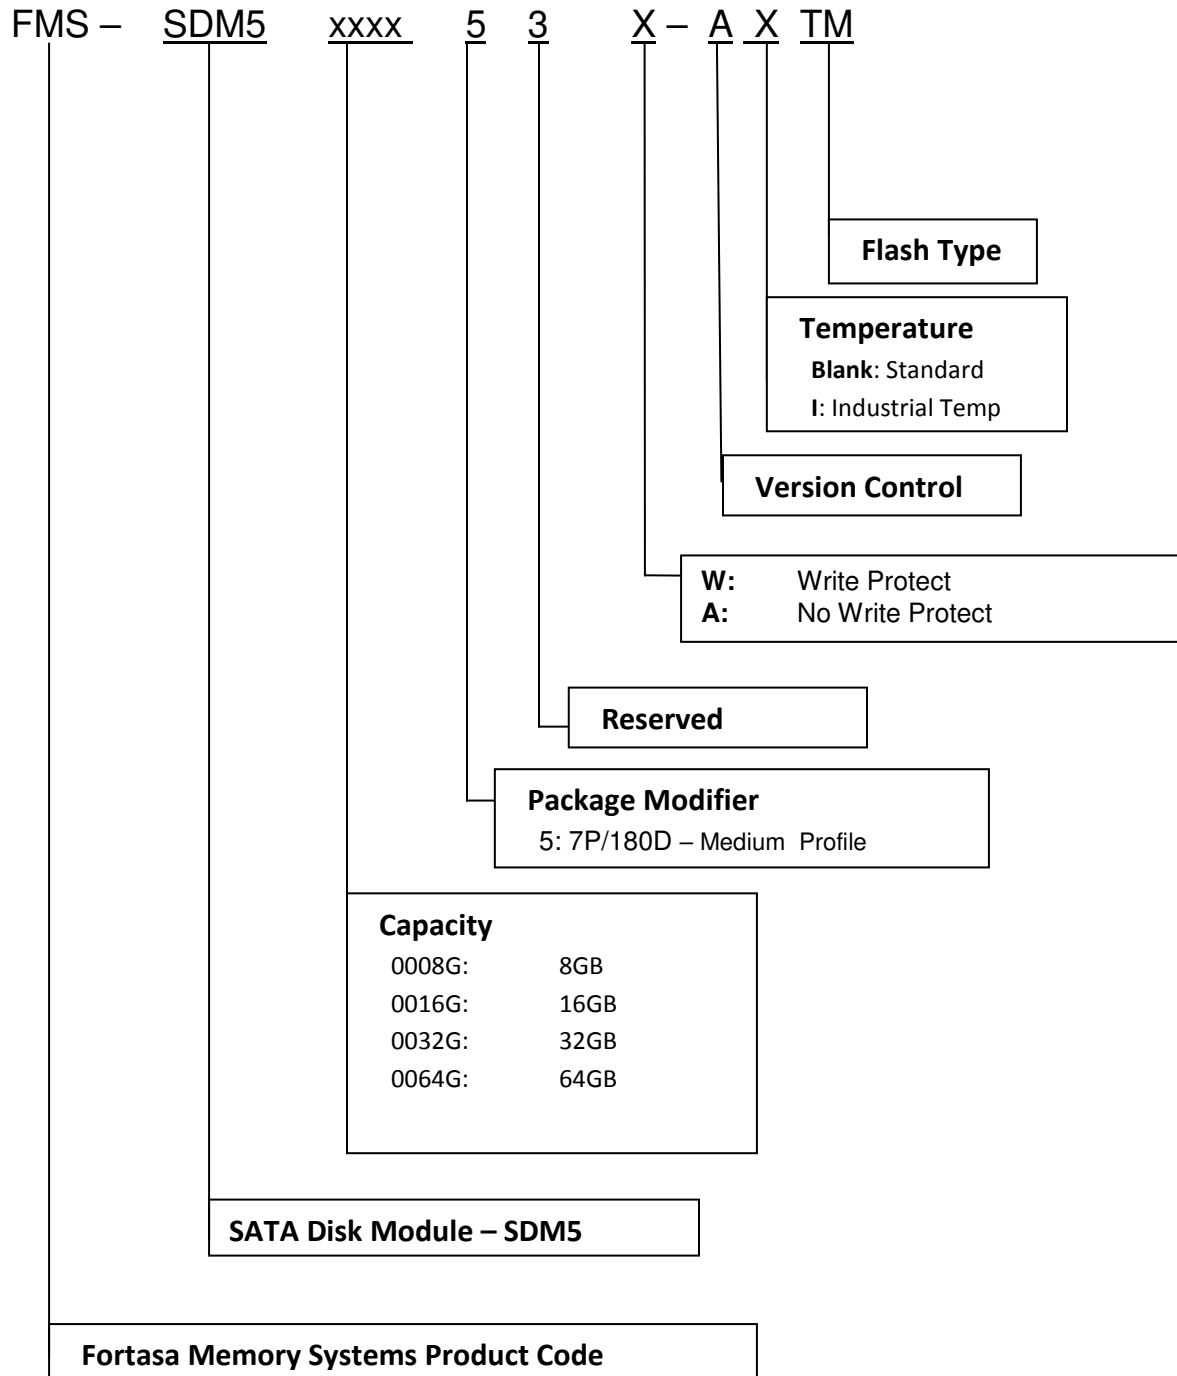 FMS – SDM5 xxxx 5 3 X – A X TM
Flash Type
Temperature
Blank: Standard
I: Industrial Temp
Version Control
W: Write Protect
A: No Write Protect
Reserved
Package Modifier
5: 7P/180D – Medium Profile
Capacity
0008G: 8GB
0016G: 16GB
0032G: 32GB
0064G: 64GB
SATA Disk Module – SDM5
Fortasa Memory Systems Product Code